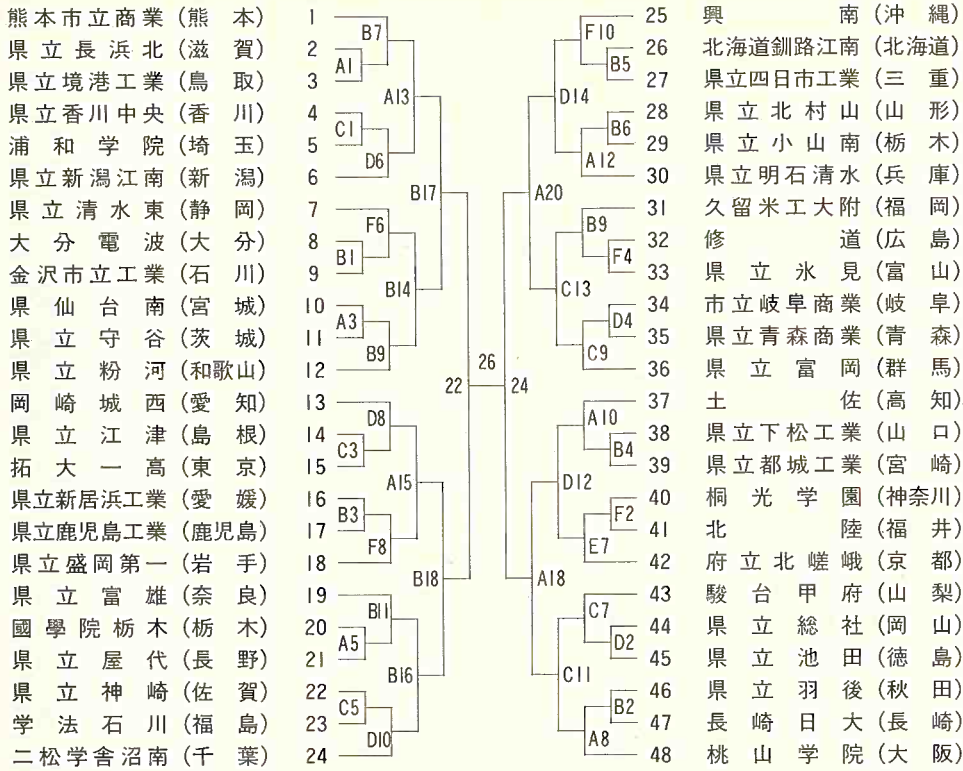 熊本市立商業（熊本） 1
県立長浜北（滋賀） 2
県立境港工業（鳥取） 3
県立香川中央（香川） 4
浦和学院（埼玉） 5
県立新潟江南（新潟） 6
県立清水東（静岡） 7
大分電波（大分） 8
金沢市立工業（石川） 9
県仙台南（宮城） 10
県立守谷（茨城） 11
県立粉河（和歌山） 12
岡崎城西（愛知） 13
県立江津（島根） 14
拓大一高（東京） 15
県立新居浜工業（愛媛） 16
県立鹿児島工業（鹿児島） 17
県立盛岡第一（岩手） 18
県立富雄（奈良） 19
國學院栃木（栃木） 20
県立屋代（長野） 21
県立神崎（佐賀） 22
学法石川（福島） 23
二松学舎沼南（千葉） 24
B7
A1
A13
C1
D6
B17
F6
B1
B14
A3
B9
22
26
24
D8
C3
A15
B3
F8
B18
B11
A5
B16
C5
D10
F10
B5
D14
B6
A12
A20
B9
F4
C13
D4
C9
A10
B4
D12
F2
E7
A18
C7
D2
C11
B2
A8
25 興南（沖縄）
26 北海道釧路江南（北海道）
27 県立四日市工業（三重）
28 県立北村山（山形）
29 県立小山南（栃木）
30 県立明石清水（兵庫）
31 久留米工大附（福岡）
32 修道（広島）
33 県立氷見（富山）
34 市立岐阜商業（岐阜）
35 県立青森商業（青森）
36 県立富岡（群馬）
37 土佐（高知）
38 県立下松工業（山口）
39 県立都城工業（宮崎）
40 桐光学園（神奈川）
41 北陸（福井）
42 府立北嵯峨（京都）
43 駿台甲府（山梨）
44 県立総社（岡山）
45 県立池田（徳島）
46 県立羽後（秋田）
47 長崎日大（長崎）
48 桃山学院（大阪）